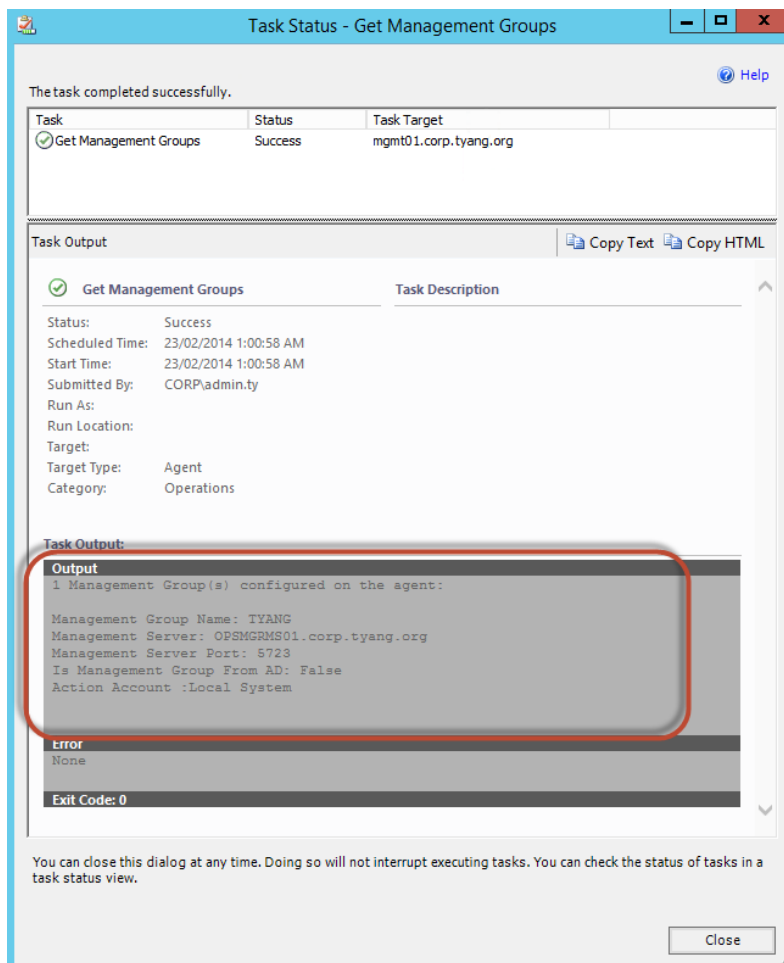 Task Status - Get Management Groups
Help
The task completed successfully.
Task Status Task Target
Get Management Groups Success mgmt01.corp.tyang.org
Task Output Copy Text Copy HTML
Get Management Groups Task Description
Status: Success
Scheduled Time: 23/02/2014 1:00:58 AM
Start Time: 23/02/2014 1:00:58 AM
Submitted By: CORP\admin.ty
Run As:
Run Location:
Target:
Target Type: Agent
Category: Operations
Task Output:
Output
1 Management Group(s) configured on the agent:
Management Group Name: TYANG
Management Server: OPSMGRMS01.corp.tyang.org
Management Server Port: 5723
Is Management Group From AD: False
Action Account :Local System
Error
None
Exit Code: 0
You can close this dialog at any time. Doing so will not interrupt executing tasks. You can check the status of tasks in a
task status view.
Close